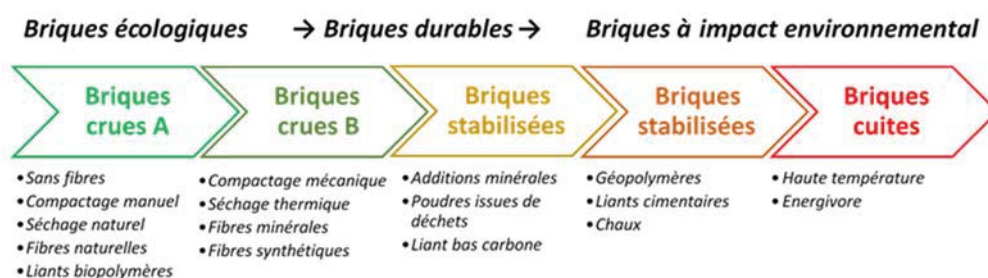 Briques écologiques → Briques durables → Briques à impact environnemental
Briques crues A
Briques crues B
Briques stabilisées
Briques stabilisées
Briques cuites
• Sans fibres
• Compactage manuel
• Séchage naturel
• Fibres naturelles
• Liants biopolymères
• Compactage mécanique
• Séchage thermique
• Fibres minérales
• Fibres synthétiques
• Additions minérales
• Poudres issues de
déchets
• Liant bas carbone
• Géopolymères
• Liants cimentaires
• Chaux
• Haute température
• Energivore